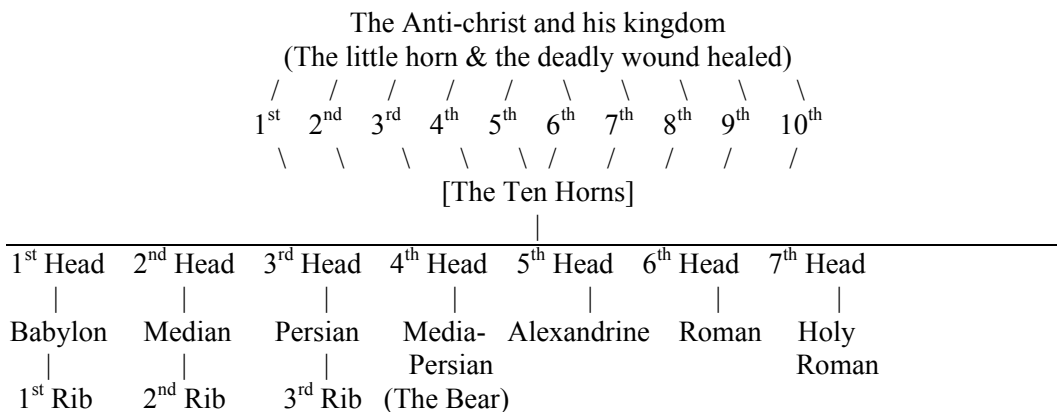 The Anti-christ and his kingdom
(The little horn & the deadly wound healed)
/ / / / / \ \ \ \ \
1st 2nd 3rd 4th 5th 6th 7th 8th 9th 10th
\ \ \ \ \ / / / / /
[The Ten Horns]
|
1st Head 2nd Head 3rd Head 4th Head 5th Head 6th Head 7th Head
| | | | | | |
Babylon Median Persian Media- Alexandrine Roman Holy
| | | Persian Roman
1st Rib 2nd Rib 3rd Rib (The Bear)